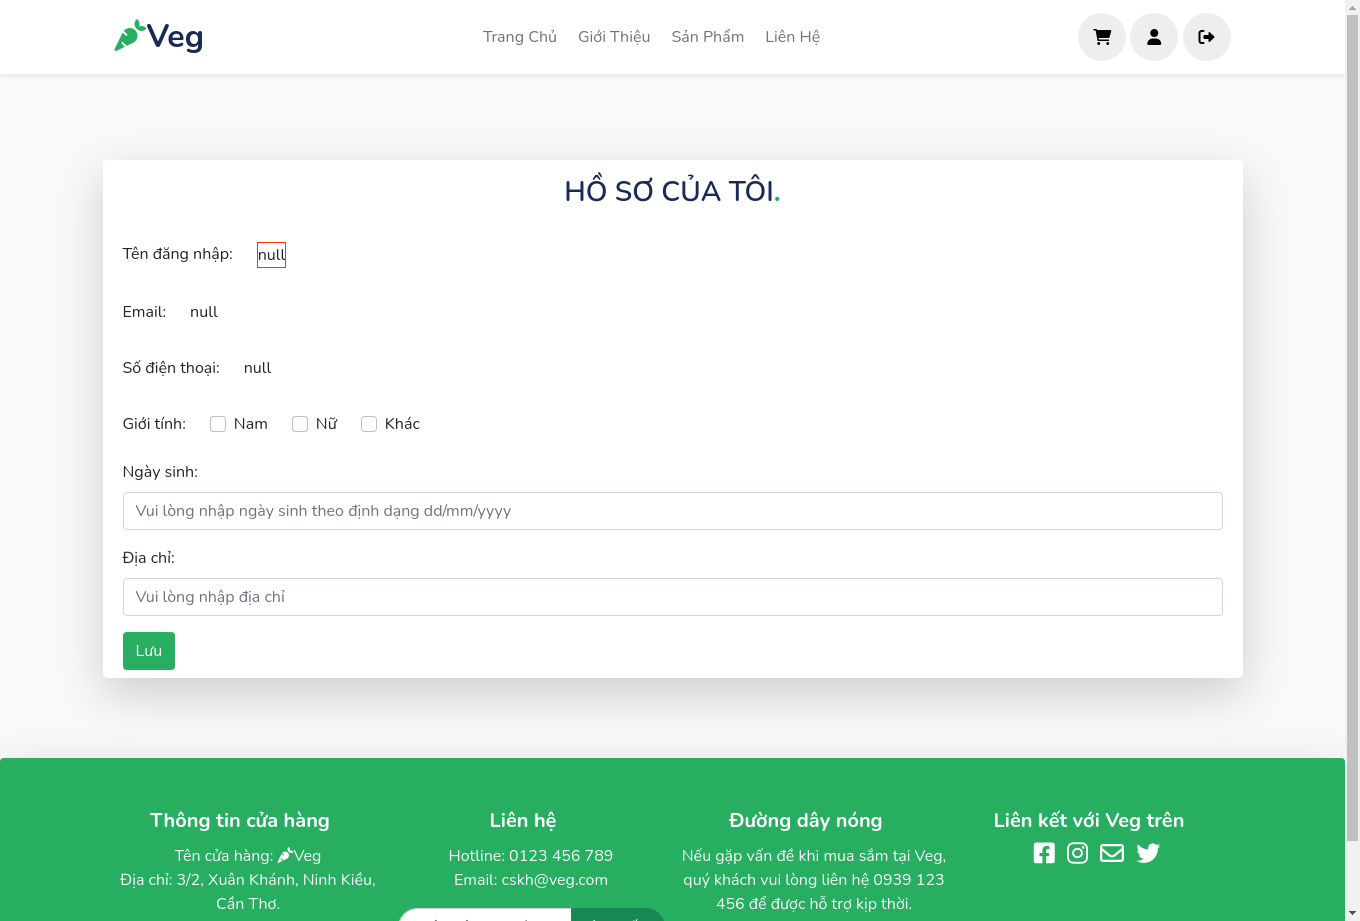 Veg
Trang Chủ Giới Thiệu Sản Phẩm Liên Hệ
HỒ SƠ CỦA TÔI.
Tên đăng nhập: null
Email: null
Số điện thoại: null
Giới tính: Nam Nữ Khác
Ngày sinh:
Vui lòng nhập ngày sinh theo định dạng dd/mm/yyyy
Địa chỉ:
Vui lòng nhập địa chỉ
Lưu
Thông tin cửa hàng
Tên cửa hàng: Veg
Địa chỉ: 3/2, Xuân Khánh, Ninh Kiều,
Cần Thơ.
Liên hệ
Hotline: 0123 456 789
Email: cskh@veg.com
Đường dây nóng
Nếu gặp vấn đề khi mua sắm tại Veg,
quý khách vui lòng liên hệ 0939 123
456 để được hỗ trợ kịp thời.
Liên kết với Veg trên